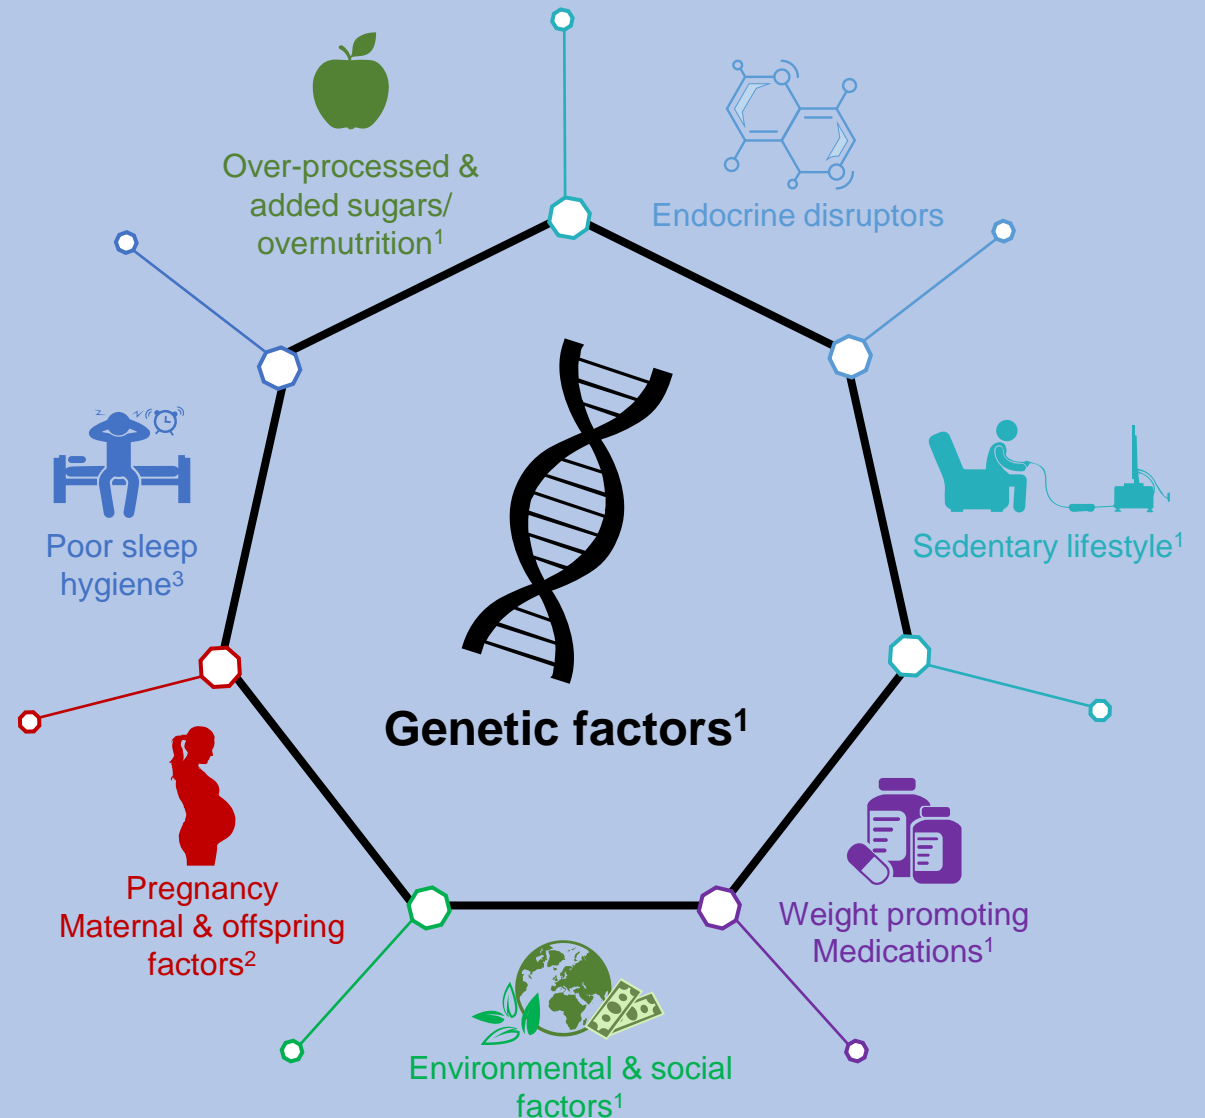 Over-processed &
added sugars/
overnutrition¹
Endocrine disruptors
Poor sleep
hygiene³
Sedentary lifestyle¹
Genetic factors¹
Pregnancy
Maternal & offspring
factors²
Weight promoting
Medications¹
Environmental & social
factors¹